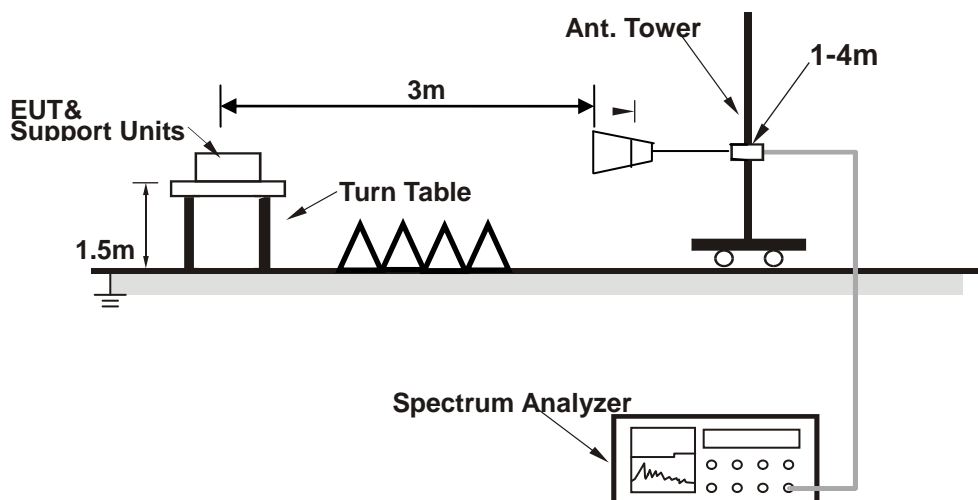 Ant. Tower
1-4m
3m
EUT&
Support Units
Turn Table
1.5m
Spectrum Analyzer